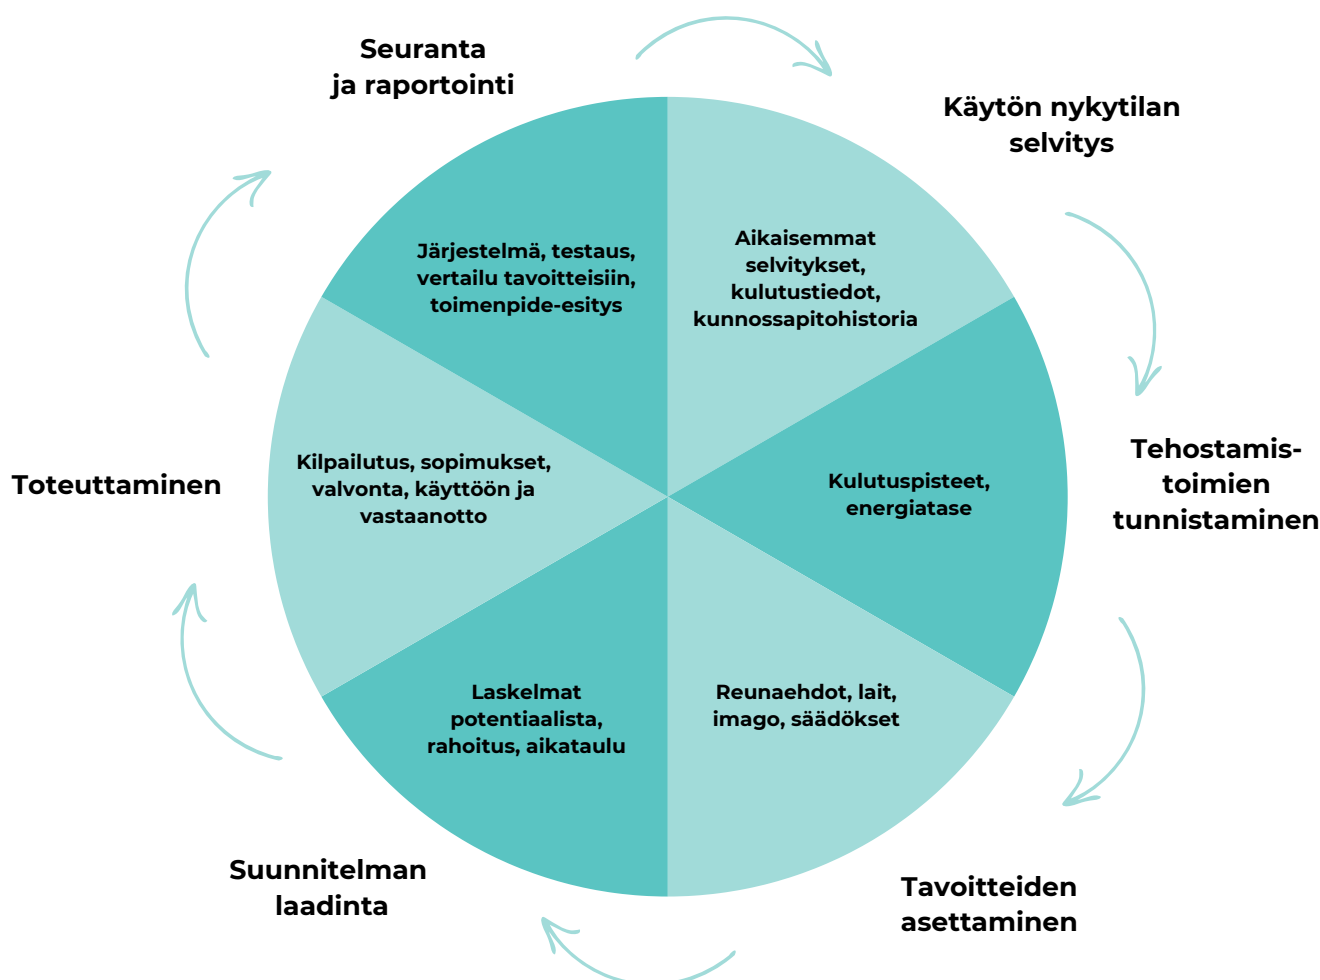 Seuranta
ja raportointi
Käytön nykytilan
selvitys
Järjestelmä, testaus,
vertailu tavoitteisiin,
toimenpide-esitys
Aikaisemmat
selvitykset,
kulutustiedot,
kunnossapitohistoria
Toteuttaminen
Kilpailutus, sopimukset,
valvonta, käyttöön ja
vastaanotto
Kulutuspisteet,
energiatase
Tehostamis-
toimien
tunnistaminen
Laskelmat
potentiaalista,
rahoitus, aikataulu
Reunaehdot, lait,
imago, säädökset
Suunnitelman
laadinta
Tavoitteiden
asettaminen